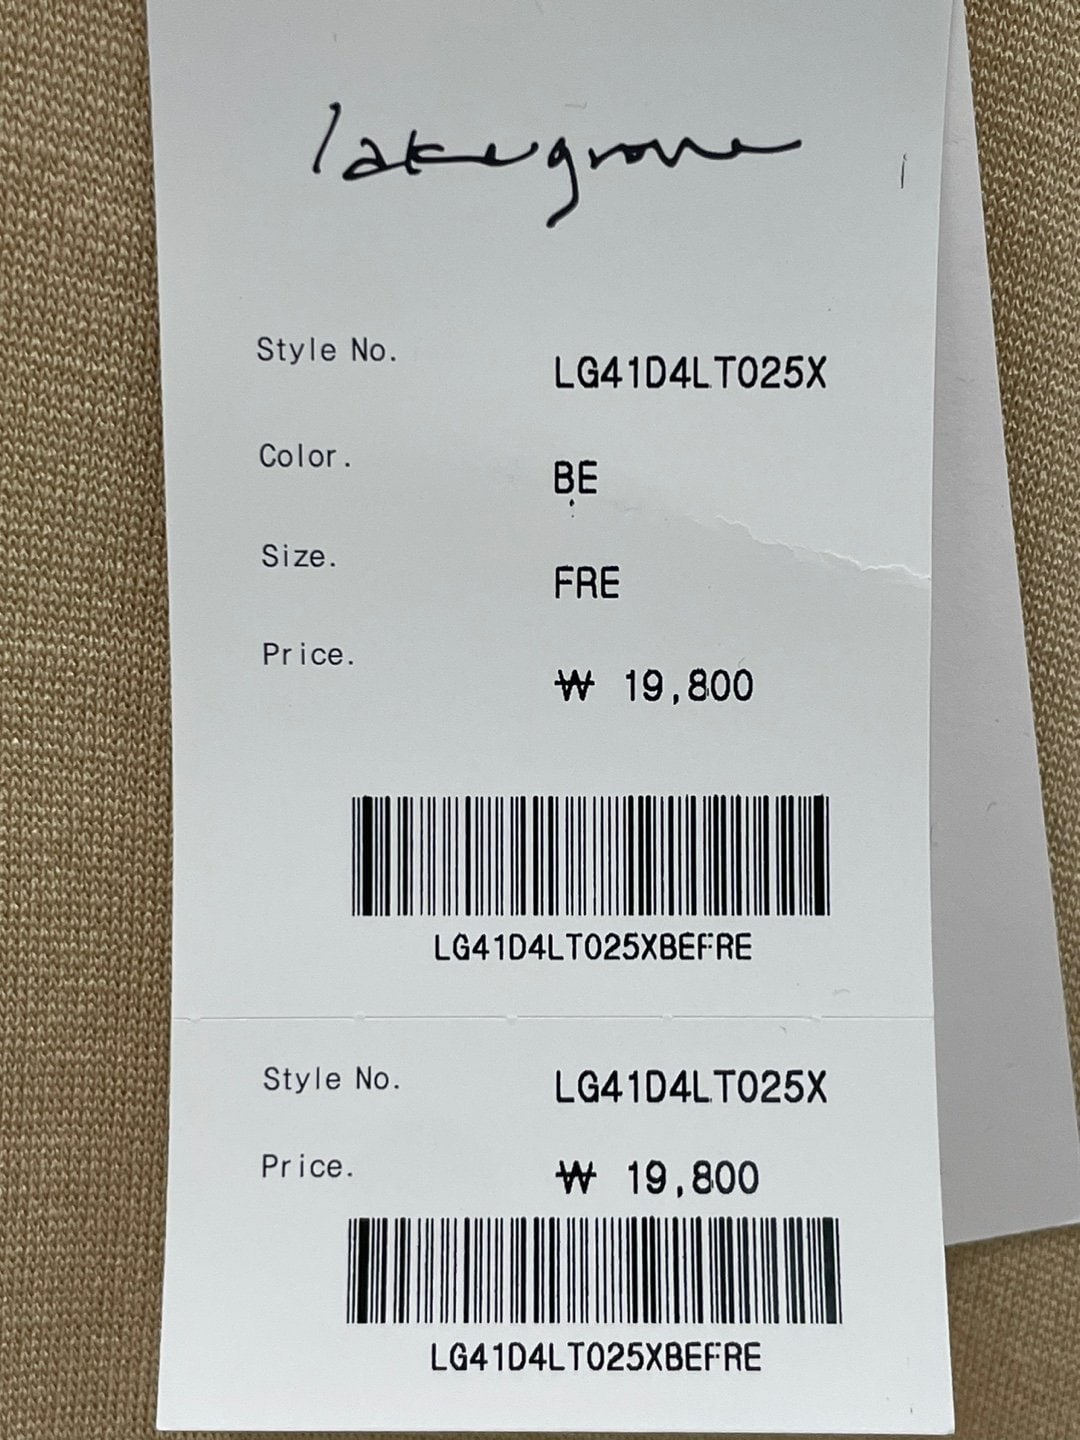 lakegrove
Style No. LG41D4LT025X
Color. BE
Size. FRE
Price. ₩ 19,800
LG41D4LT025XBEFRE
Style No. LG41D4LT025X
Price. ₩ 19,800
LG41D4LT025XBEFRE